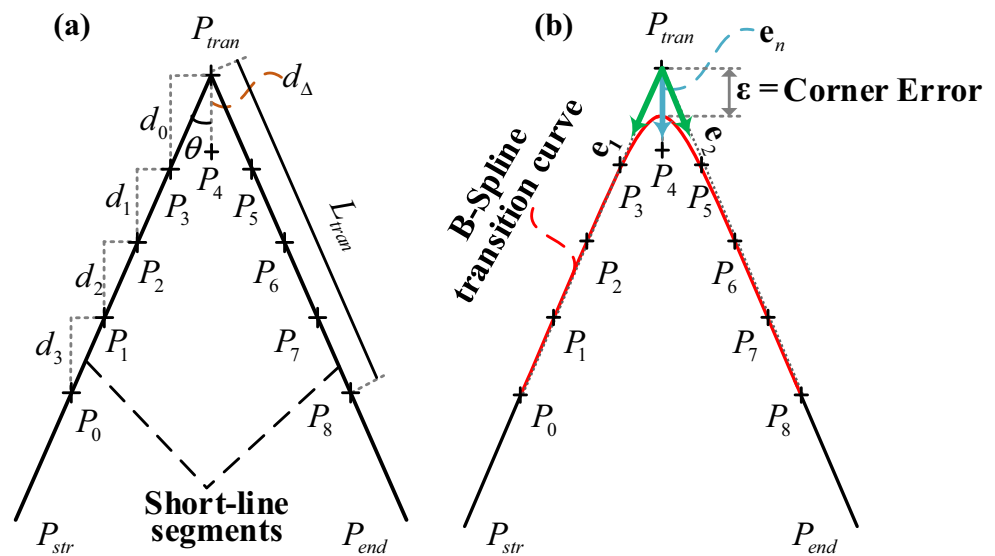 (a)
P_tran
d_Δ
d_0
θ
P_4
P_3
P_5
d_1
L_tran
P_2
P_6
d_2
P_1
P_7
d_3
P_0
P_8
Short-line
segments
P_str
P_end
(b)
P_tran
e_n
ε = Corner Error
e_1
e_2
B-Spline
transition curve
P_4
P_3
P_5
P_2
P_6
P_1
P_7
P_0
P_8
P_str
P_end